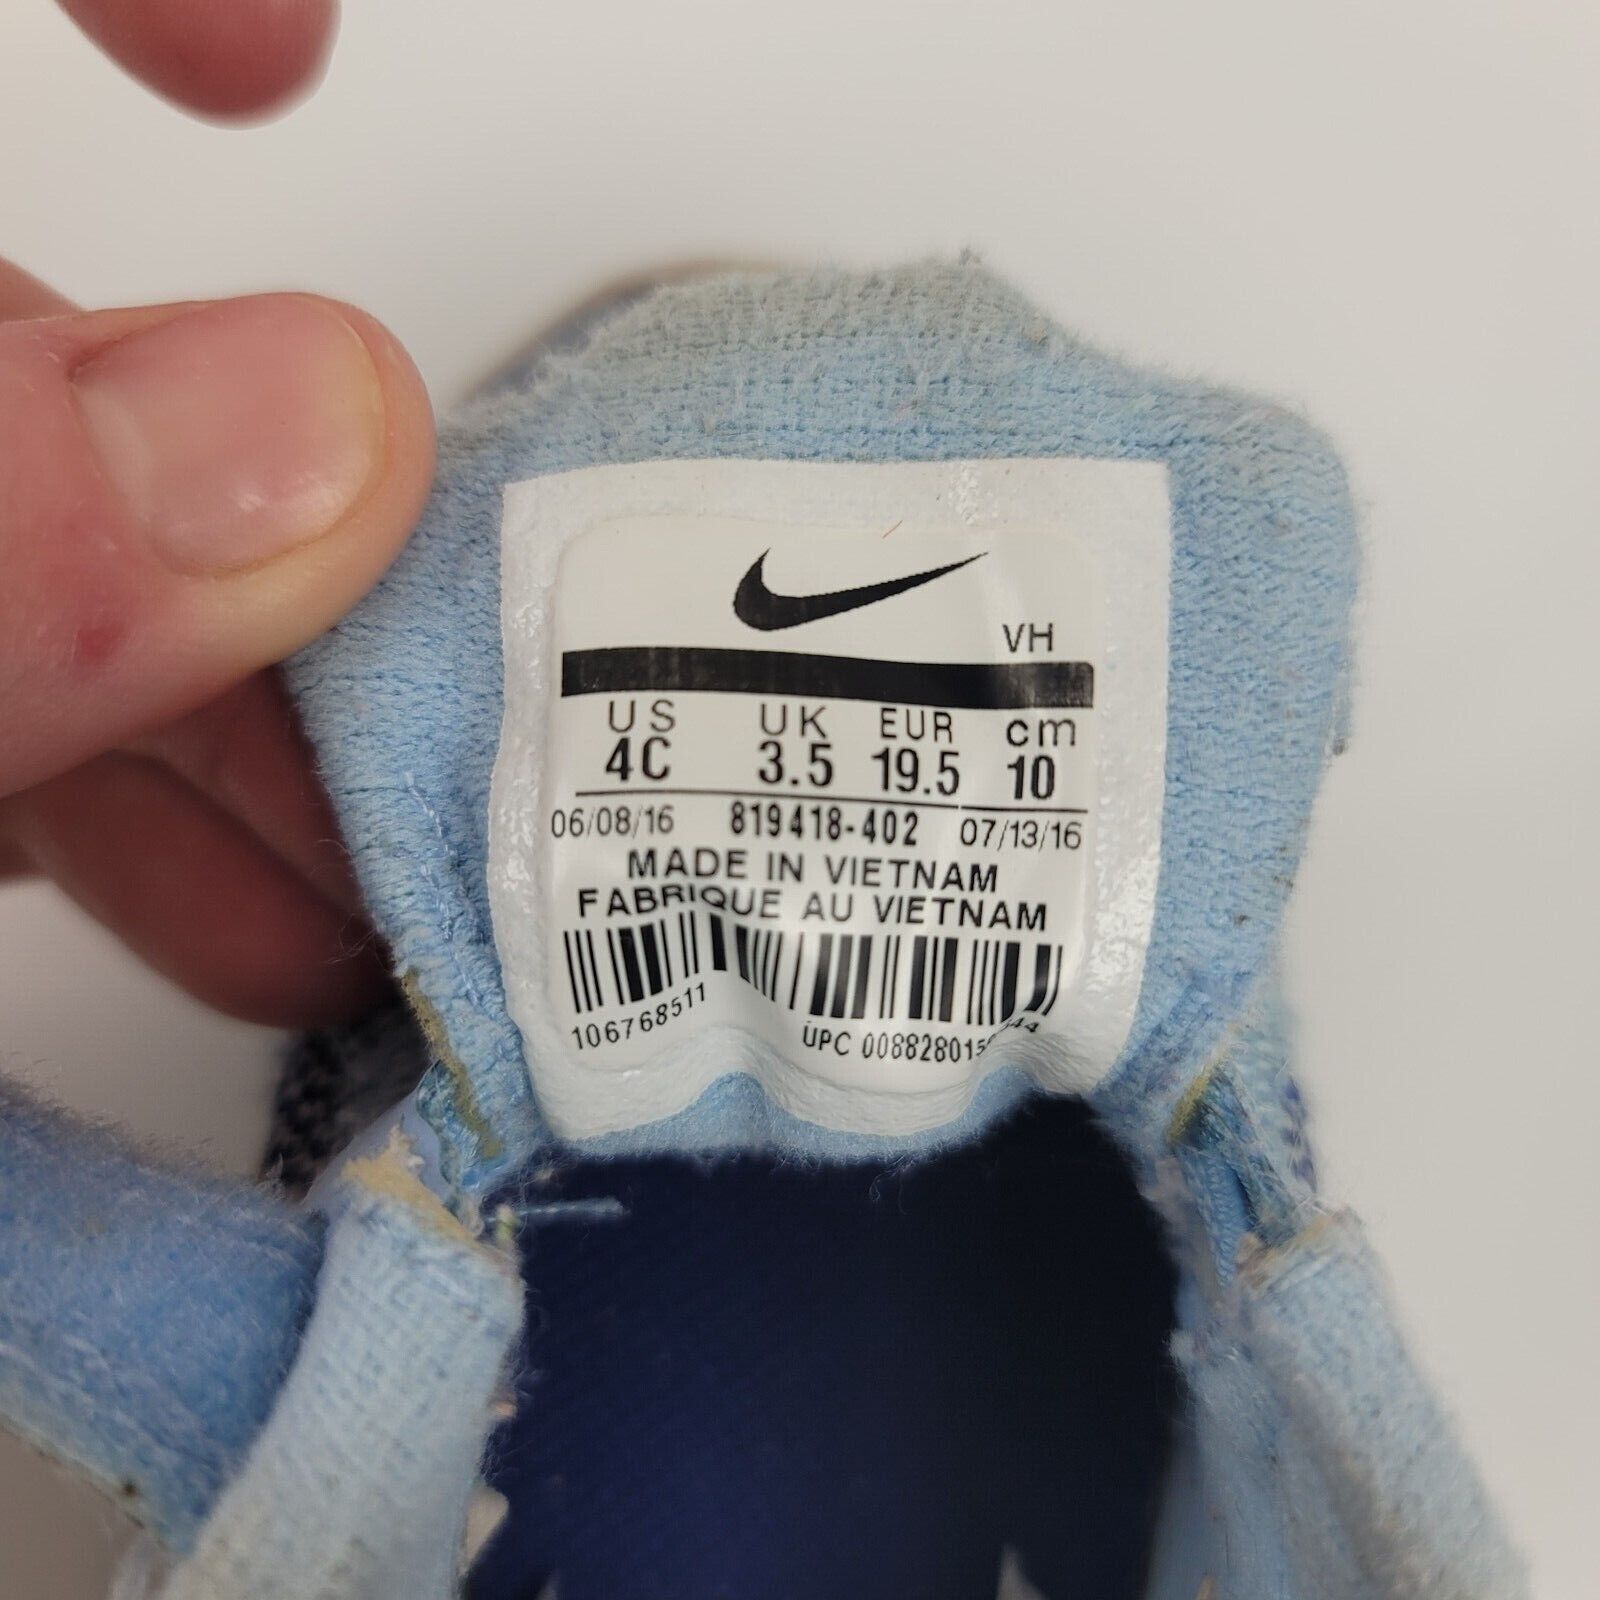 VH
US UK EUR cm
4C 3.5 19.5 10
06/08/16 819418-402 07/13/16
MADE IN VIETNAM
FABRIQUE AU VIETNAM
106768511 UPC